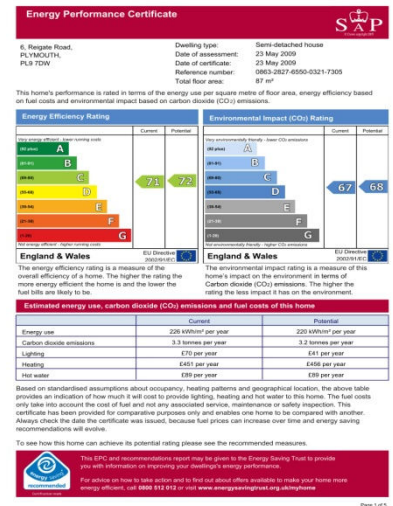 Energy Performance Certificate
SAP
6, Reigate Road,
PLYMOUTH,
PL9 7DW
Dwelling type: Semi-detached house
Date of assessment: 23 May 2009
Date of certificate: 23 May 2009
Reference number: 0863-2827-6550-0321-7305
Total floor area: 87 m²
This home's performance is rated in terms of the energy use per square metre of floor area, energy efficiency based
on fuel costs and environmental impact based on carbon dioxide (CO2) emissions.
Energy Efficiency Rating
Current Potential
Very energy efficient - lower running costs
(92 plus) A
(81-91) B
(69-80) C
(55-68) D
(39-54) E
(21-38) F
(1-20) G
71 72
Not energy efficient - higher running costs
England & Wales
EU Directive
2002/91/EC
The energy efficiency rating is a measure of the
overall efficiency of a home. The higher the rating the
more energy efficient the home is and the lower the
fuel bills are likely to be.
Environmental Impact (CO2) Rating
Current Potential
Very environmentally friendly - lower CO2 emissions
(92 plus) A
(81-91) B
(69-80) C
(55-68) D
(39-54) E
(21-38) F
(1-20) G
67 68
Not environmentally friendly - higher CO2 emissions
England & Wales
EU Directive
2002/91/EC
The environmental impact rating is a measure of this
home's impact on the environment in terms of
Carbon dioxide (CO2) emissions. The higher the
rating the less impact it has on the environment.
Estimated energy use, carbon dioxide (CO2) emissions and fuel costs of this home
Current Potential
Energy use 226 kWh/m² per year 220 kWh/m² per year
Carbon dioxide emissions 3.3 tonnes per year 3.2 tonnes per year
Lighting £70 per year £41 per year
Heating £451 per year £456 per year
Hot water £89 per year £89 per year
Based on standardised assumptions about occupancy, heating patterns and geographical location, the above table
provides an indication of how much it will cost to provide lighting, heating and hot water to this home. The fuel costs
only take into account the cost of fuel and not any associated service, maintenance or safety inspection. This
certificate has been provided for comparative purposes only and enables one home to be compared with another.
Always check the date the certificate was issued, because fuel prices can increase over time and energy saving
recommendations will evolve.
To see how this home can achieve its potential rating please see the recommended measures.
energy saving
recommended
Certification mark
This EPC and recommendations report may be given to the Energy Saving Trust to provide
you with information on improving your dwellings's energy performance.
For advice on how to take action and to find out about offers available to make your home more
energy efficient, call 0800 512 012 or visit www.energysavingtrust.org.uk/myhome
Page 1 of 5